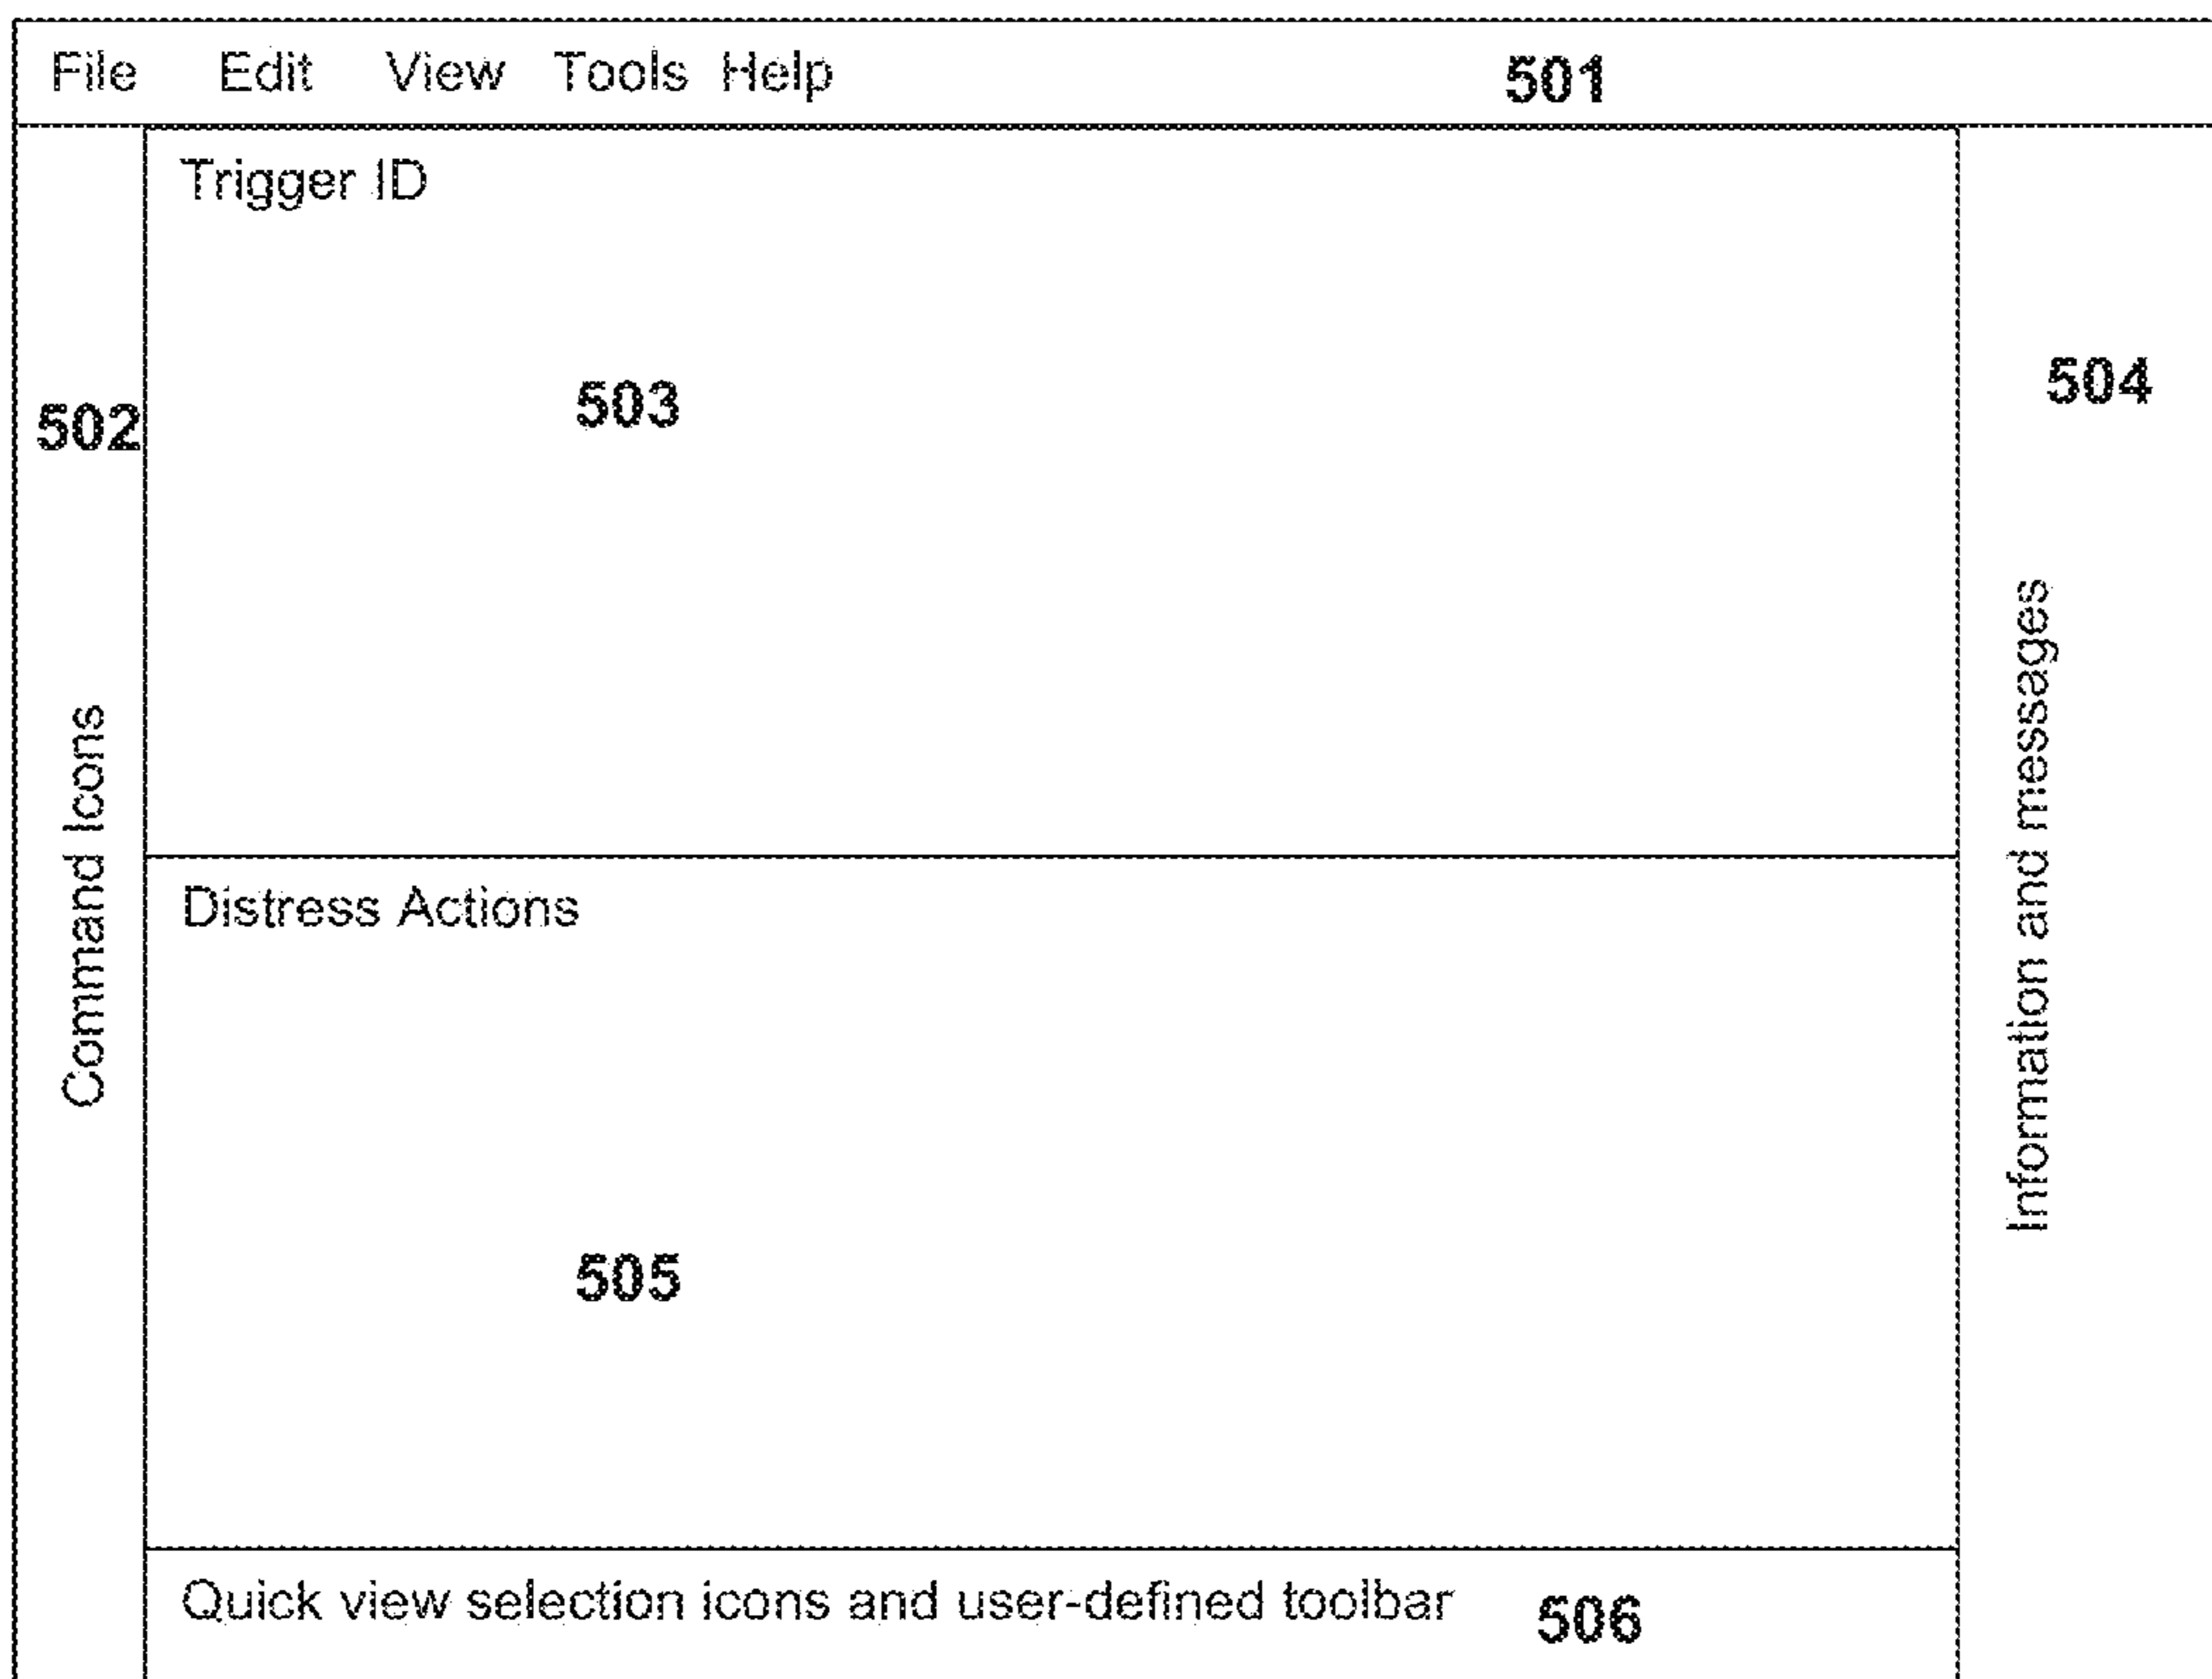 File Edit View Tools Help 501
Trigger ID
503
504
502
Command Icons
Information and messages
Distress Actions
505
Quick view selection icons and user-defined toolbar 506